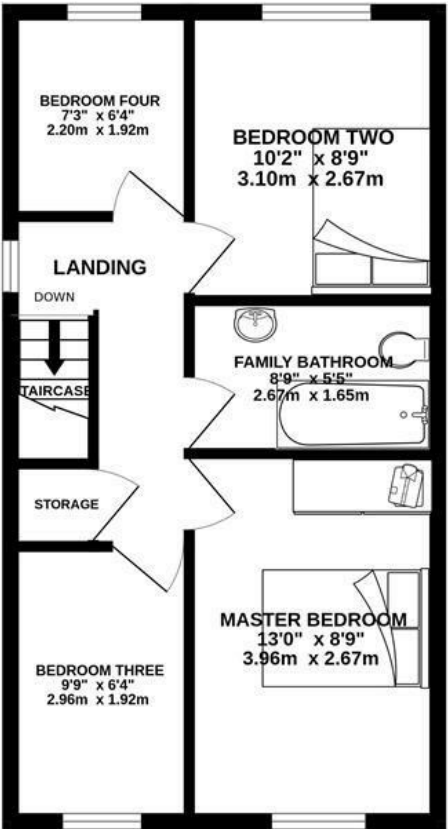 BEDROOM FOUR
7'3" x 6'4"
2.20m x 1.92m
BEDROOM TWO
10'2" x 8'9"
3.10m x 2.67m
LANDING
DOWN
TAIRCASE
FAMILY BATHROOM
8'9" x 5'5"
2.67m x 1.65m
STORAGE
MASTER BEDROOM
13'0" x 8'9"
3.96m x 2.67m
BEDROOM THREE
9'9" x 6'4"
2.96m x 1.92m